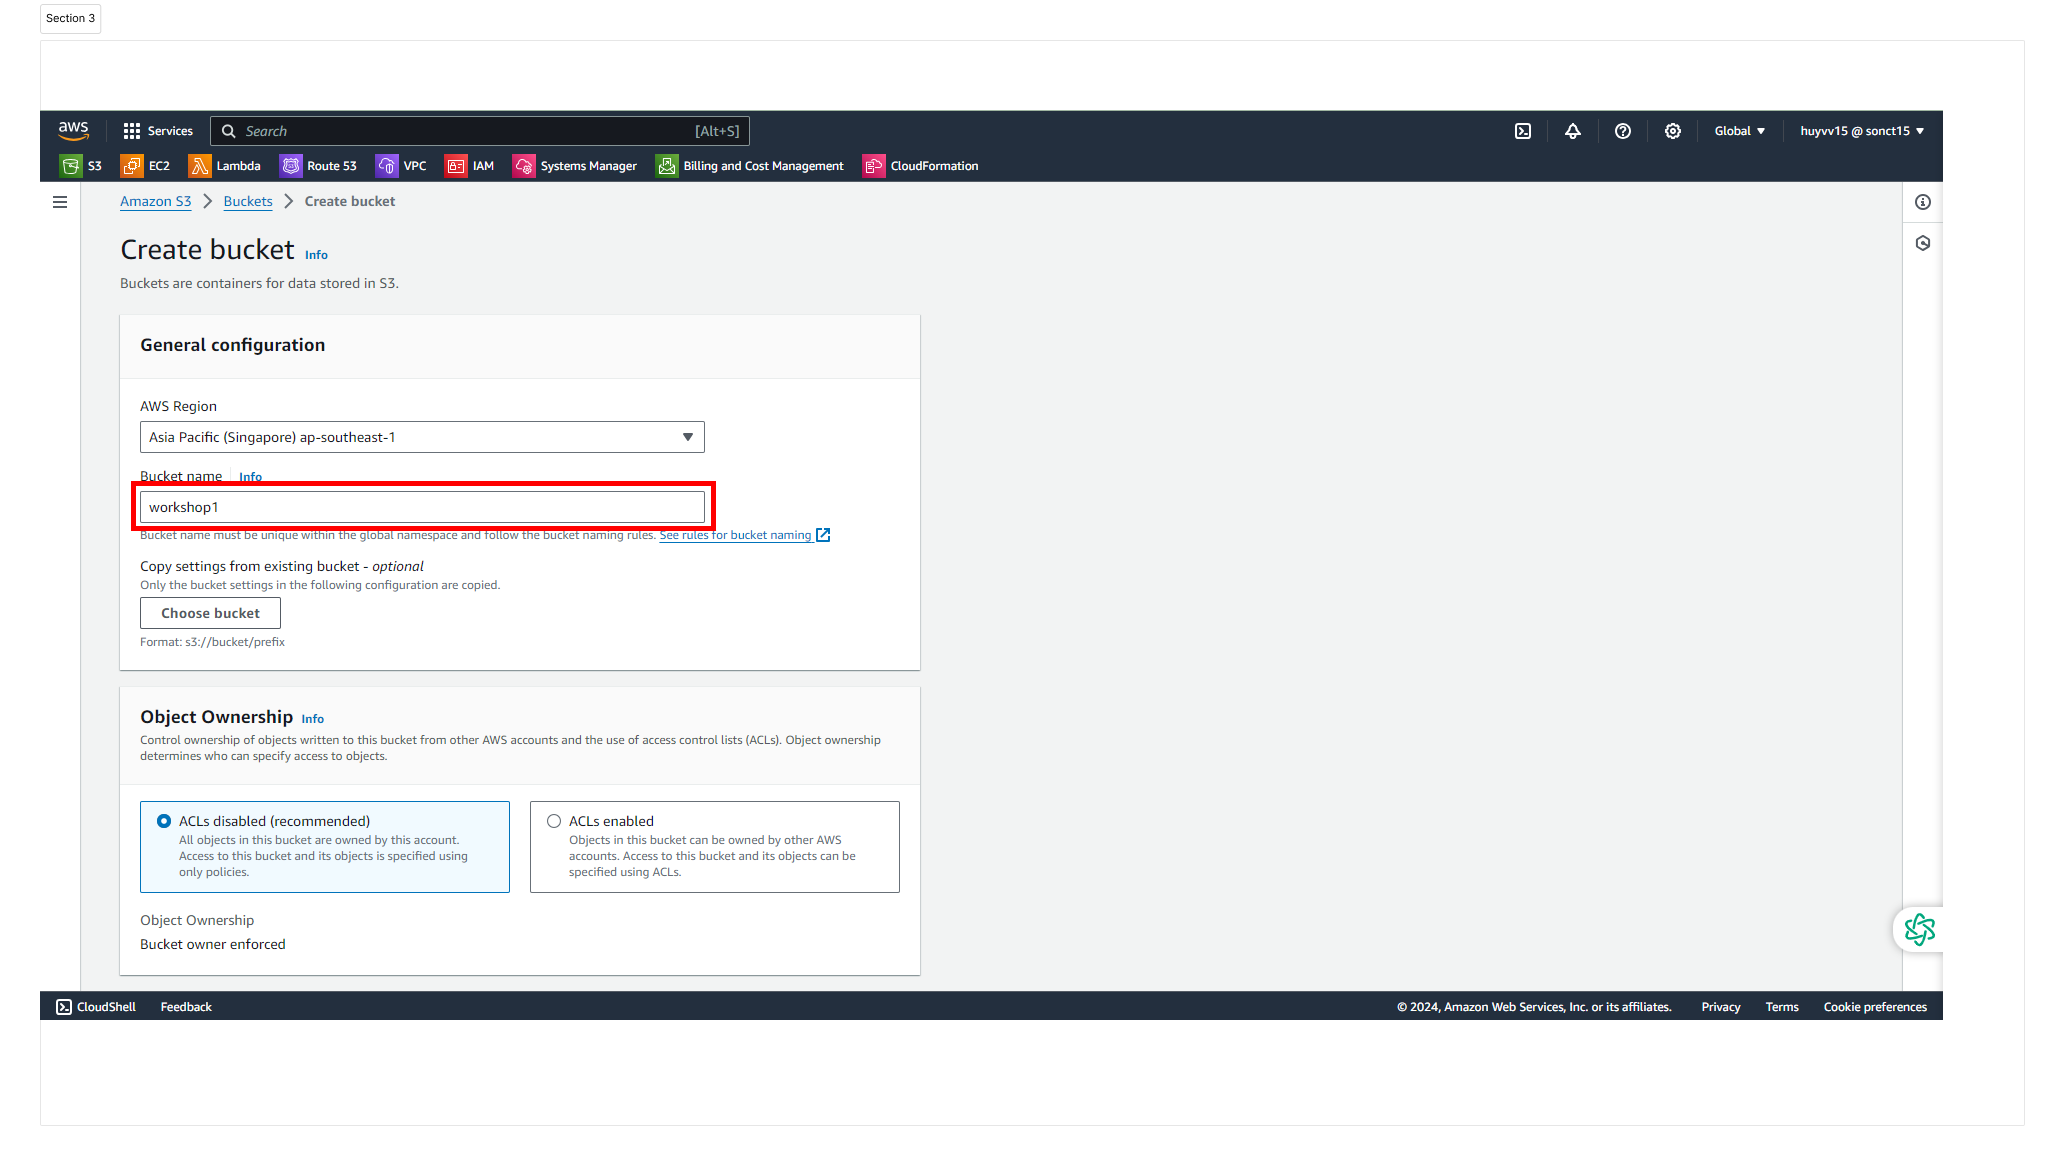 Section 3
aws
Services
Search
[Alt+S]
Global
huyvv15 @ sonct15
S3
EC2
Lambda
Route 53
VPC
IAM
Systems Manager
Billing and Cost Management
CloudFormation
Amazon S3 > Buckets > Create bucket
Create bucket Info
Buckets are containers for data stored in S3.
General configuration
AWS Region
Asia Pacific (Singapore) ap-southeast-1
Bucket name Info
workshop1
Bucket name must be unique within the global namespace and follow the bucket naming rules. See rules for bucket naming
Copy settings from existing bucket - optional
Only the bucket settings in the following configuration are copied.
Choose bucket
Format: s3://bucket/prefix
Object Ownership Info
Control ownership of objects written to this bucket from other AWS accounts and the use of access control lists (ACLs). Object ownership
determines who can specify access to objects.
ACLs disabled (recommended)
All objects in this bucket are owned by this account.
Access to this bucket and its objects is specified using
only policies.
ACLs enabled
Objects in this bucket can be owned by other AWS
accounts. Access to this bucket and its objects can be
specified using ACLs.
Object Ownership
Bucket owner enforced
CloudShell
Feedback
© 2024, Amazon Web Services, Inc. or its affiliates.
Privacy
Terms
Cookie preferences